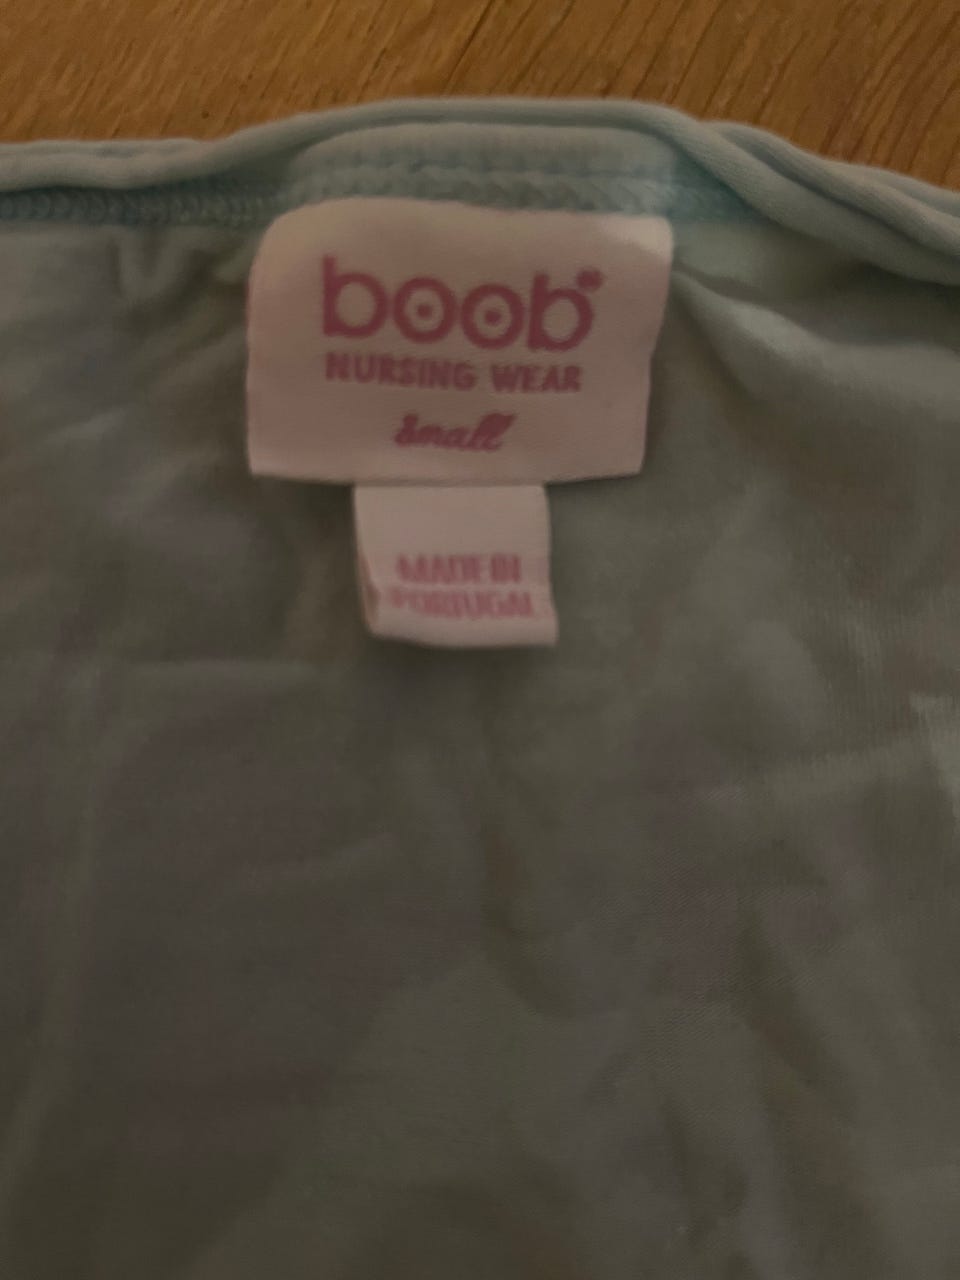 boob®
NURSING WEAR
small
MADE IN
PORTUGAL